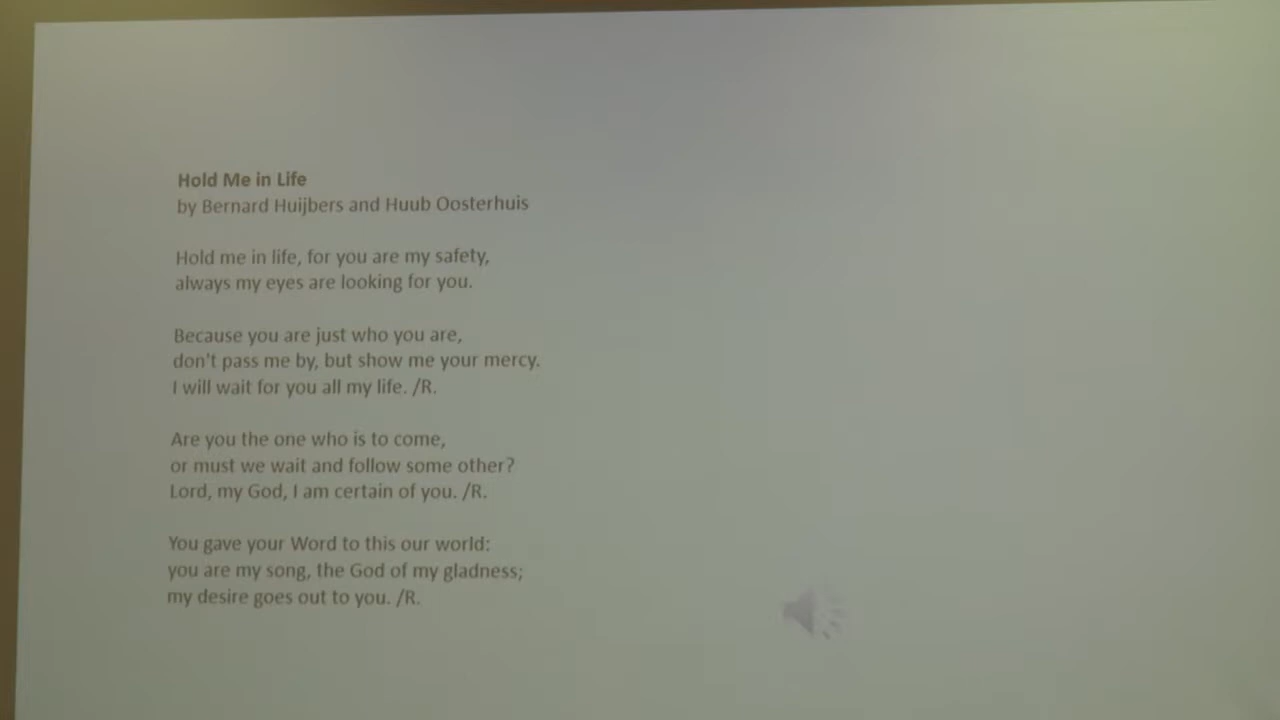 Hold Me in Life
by Bernard Huijbers and Huub Oosterhuis
Hold me in life, for you are my safety,
always my eyes are looking for you.
Because you are just who you are,
don't pass me by, but show me your mercy.
I will wait for you all my life. /R.
Are you the one who is to come,
or must we wait and follow some other?
Lord, my God, I am certain of you. /R.
You gave your Word to this our world:
you are my song, the God of my gladness;
my desire goes out to you. /R.